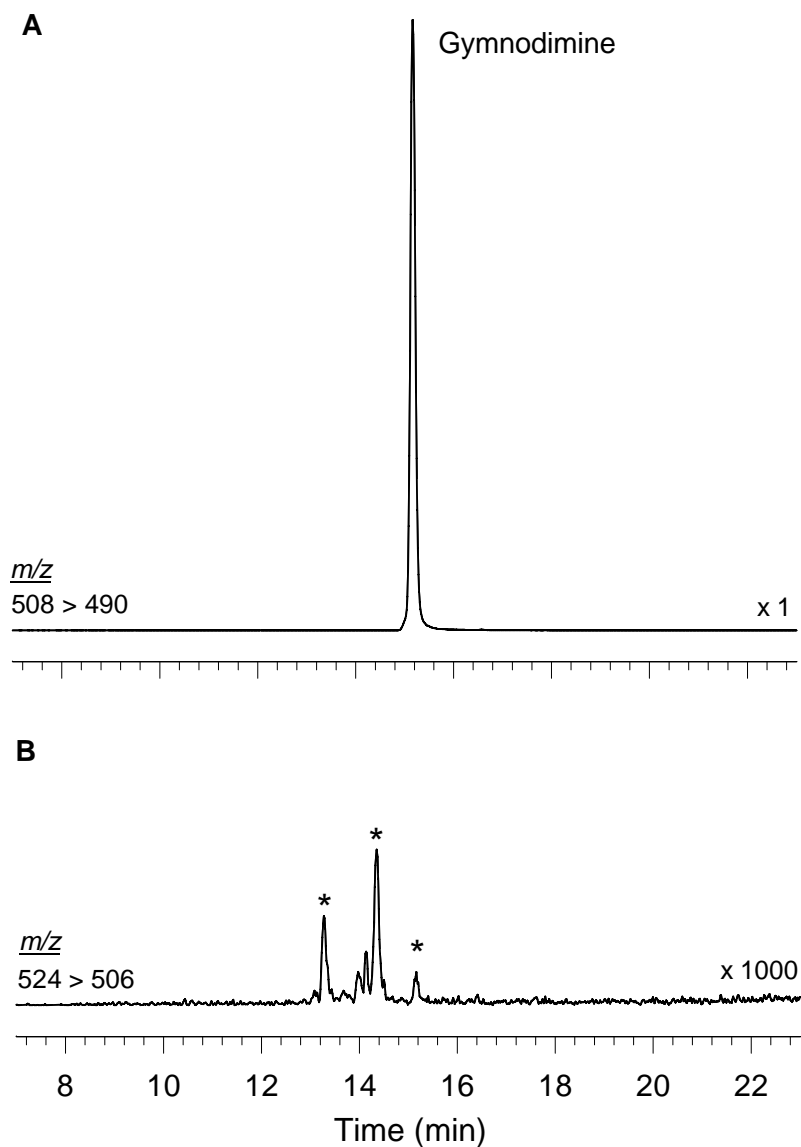 A
Gymnodimine
m/z
508 > 490
x 1
B
*
*
*
m/z
524 > 506
x 1000
8 10 12 14 16 18 20 22
Time (min)